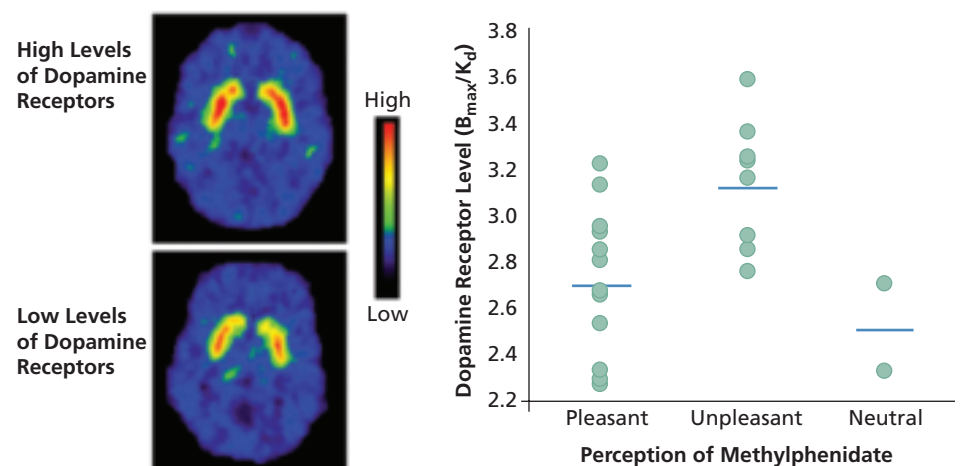 High Levels
of Dopamine
Receptors
Low Levels
of Dopamine
Receptors
High
Low
Dopamine Receptor Level (Bmax/Kd)
3.8
3.6
3.4
3.2
3.0
2.8
2.6
2.4
2.2
Pleasant Unpleasant Neutral
Perception of Methylphenidate